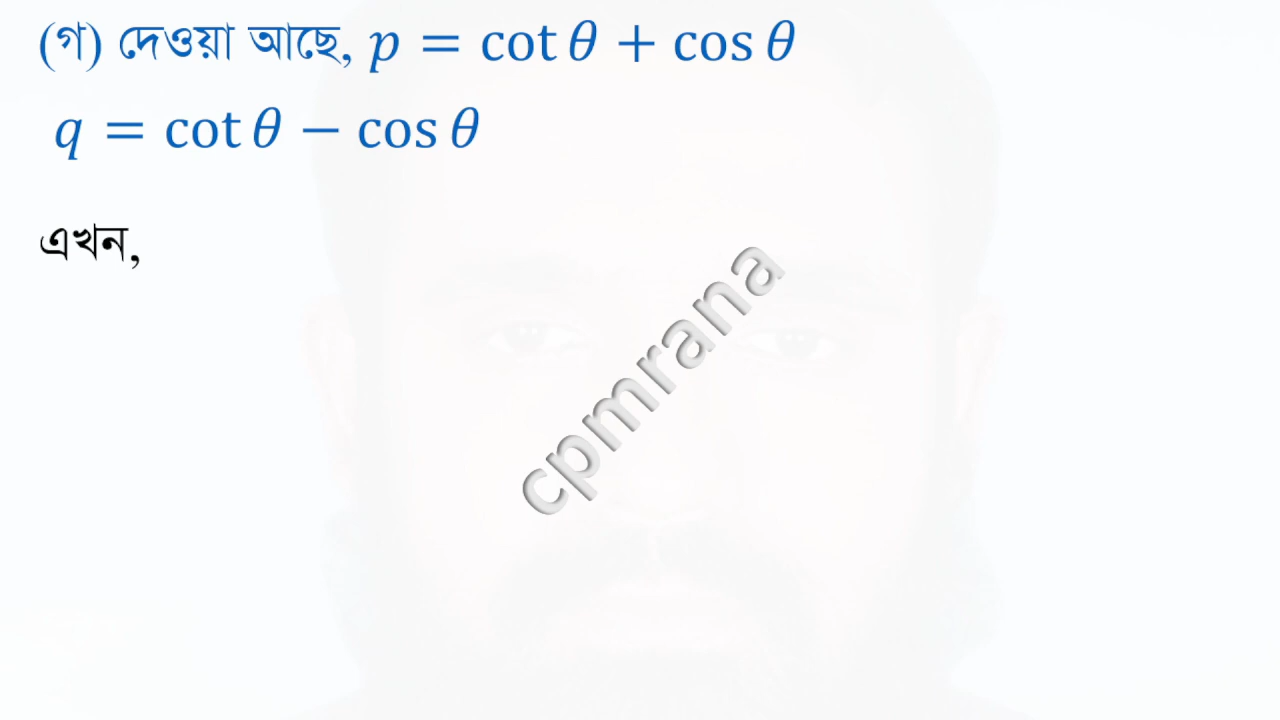 (গ) দেওয়া আছে, p = cot θ + cos θ
q = cot θ − cos θ
এখন,
cpmrana